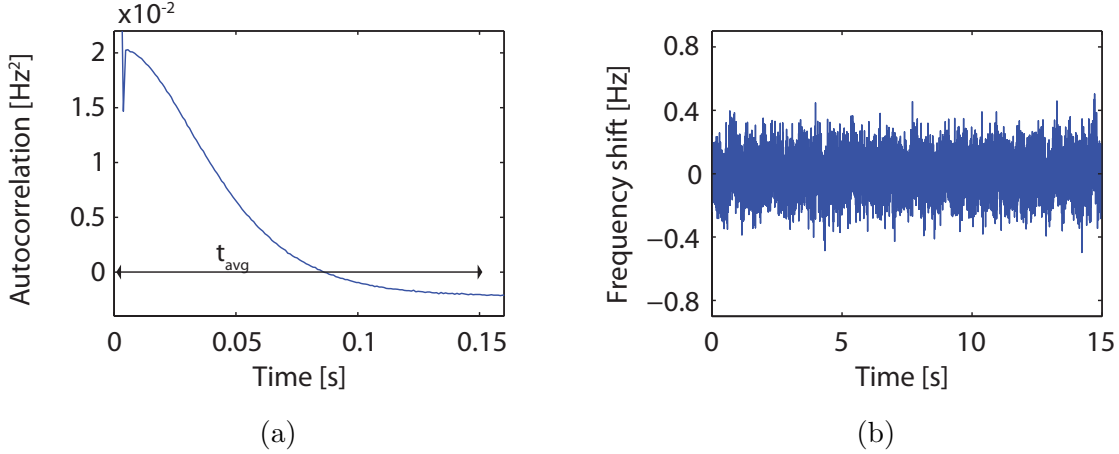 x10⁻²
Autocorrelation [Hz²]
2
1.5
1
0.5
0
t_avg
0 0.05 0.1 0.15
Time [s]
(a)
Frequency shift [Hz]
0.8
0.4
0
−0.4
−0.8
0 5 10 15
Time [s]
(b)